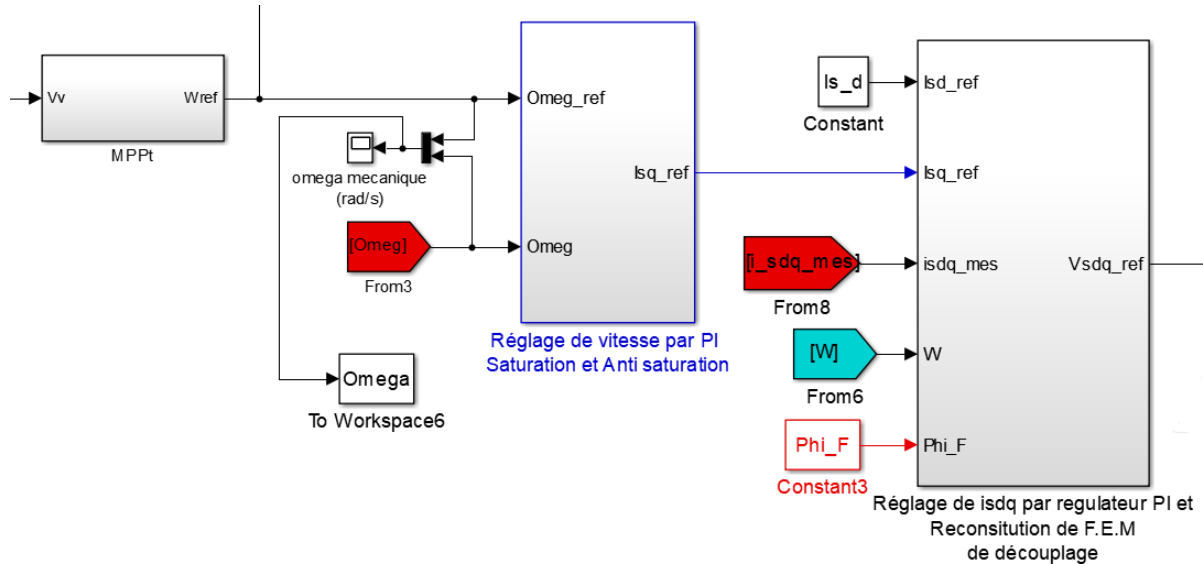 Vv
Wref
MPPt
Omeg_ref
Isq_ref
Omeg
Réglage de vitesse par PI
Saturation et Anti saturation
omega mecanique
(rad/s)
[Omeg]
From3
Omega
To Workspace6
Is_d
Constant
[i_sdq_mes]
From8
[W]
From6
Phi_F
Constant3
Isd_ref
Isq_ref
isdq_mes
Vsdq_ref
W
Phi_F
Réglage de isdq par regulateur PI et
Reconsitution de F.E.M
de découplage